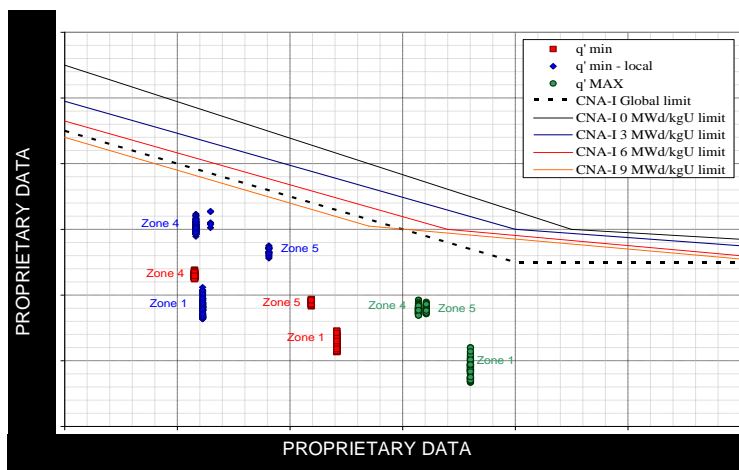 q' min
q' min - local
q' MAX
CNA-I Global limit
CNA-I 0 MWd/kgU limit
CNA-I 3 MWd/kgU limit
CNA-I 6 MWd/kgU limit
CNA-I 9 MWd/kgU limit
Zone 4
Zone 5
Zone 4
Zone 1
Zone 5
Zone 4
Zone 5
Zone 1
Zone 1
PROPRIETARY DATA
PROPRIETARY DATA